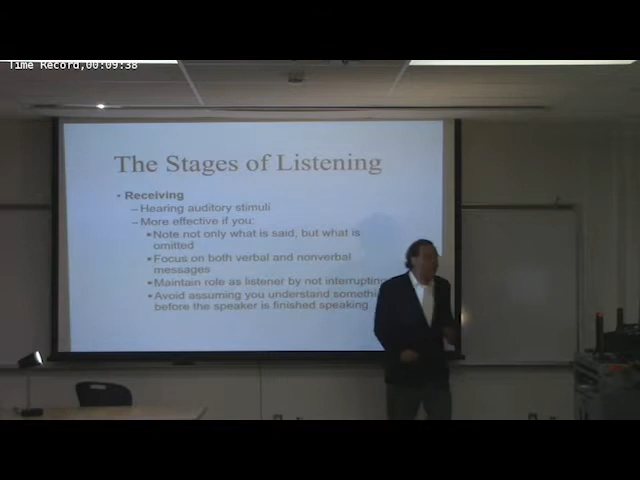 Time Record,00:09:38
The Stages of Listening
• Receiving
– Hearing auditory stimuli
– More effective if you:
▪Note not only what is said, but what is
omitted
▪Focus on both verbal and nonverbal
messages
▪Maintain role as listener by not interrupting
▪Avoid assuming you understand somethi
before the speaker is finished speaking